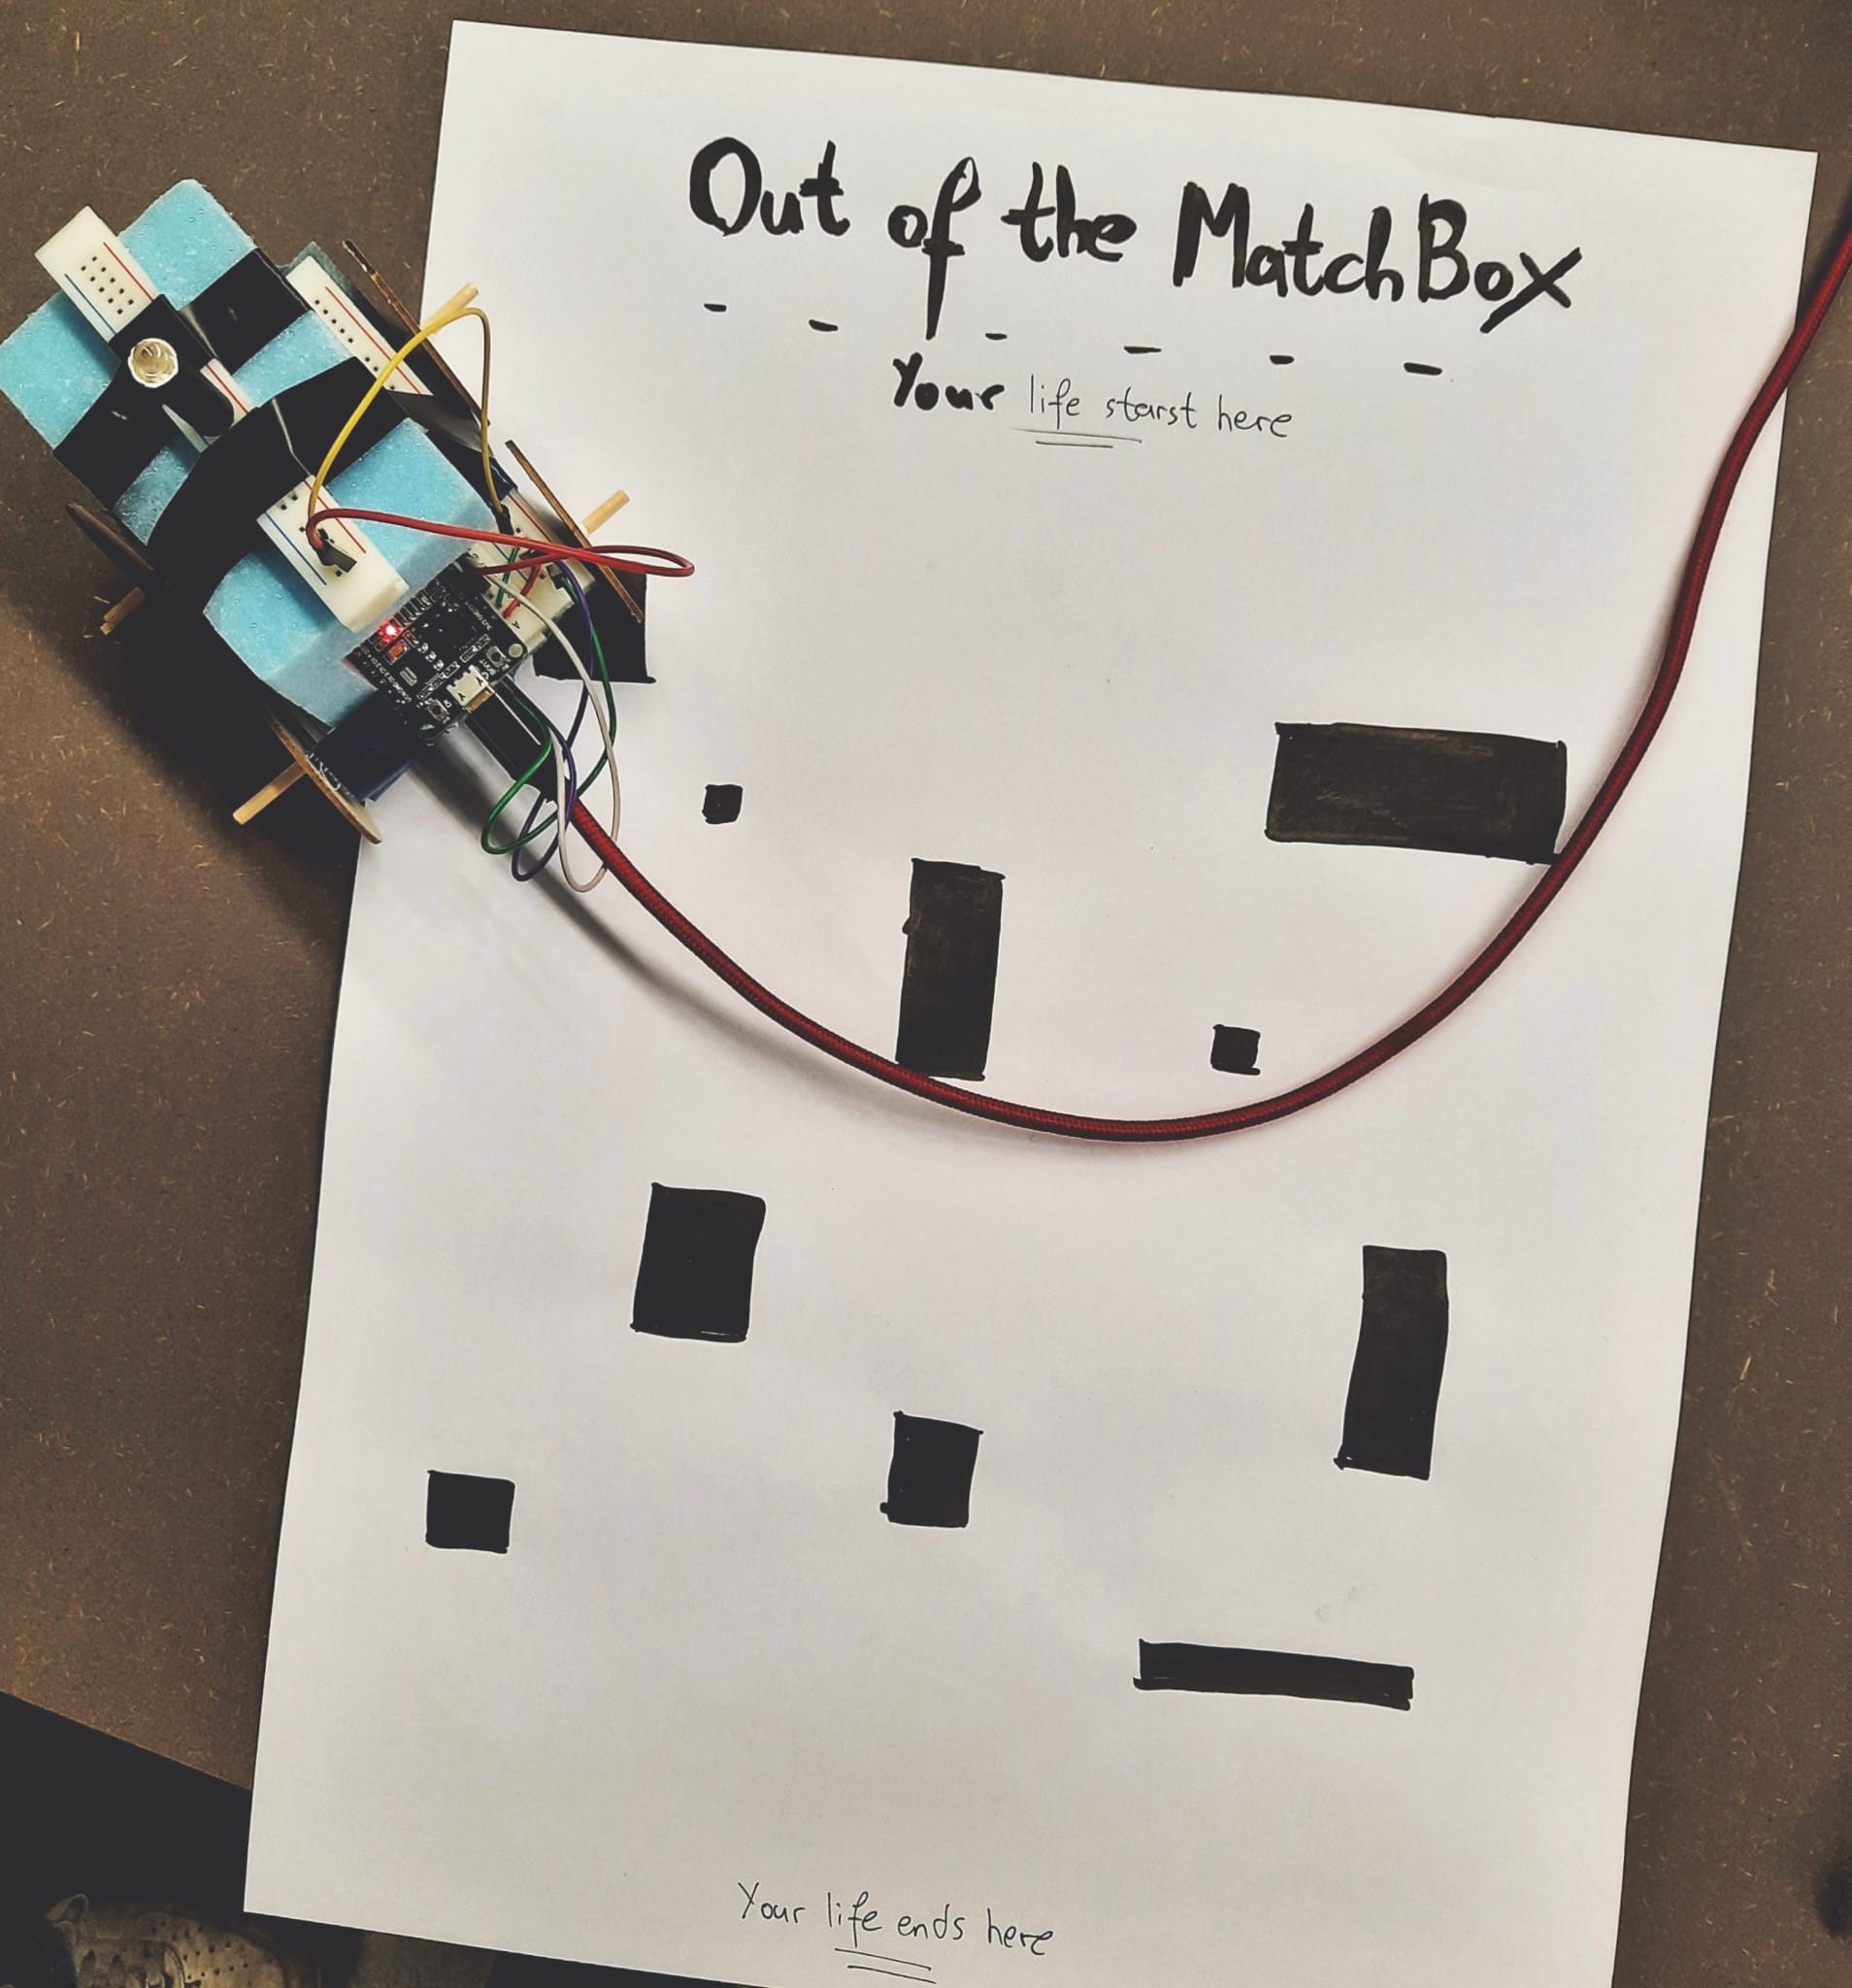 Out of the MatchBox
- - - - - -
Your life starst here
Your life ends here